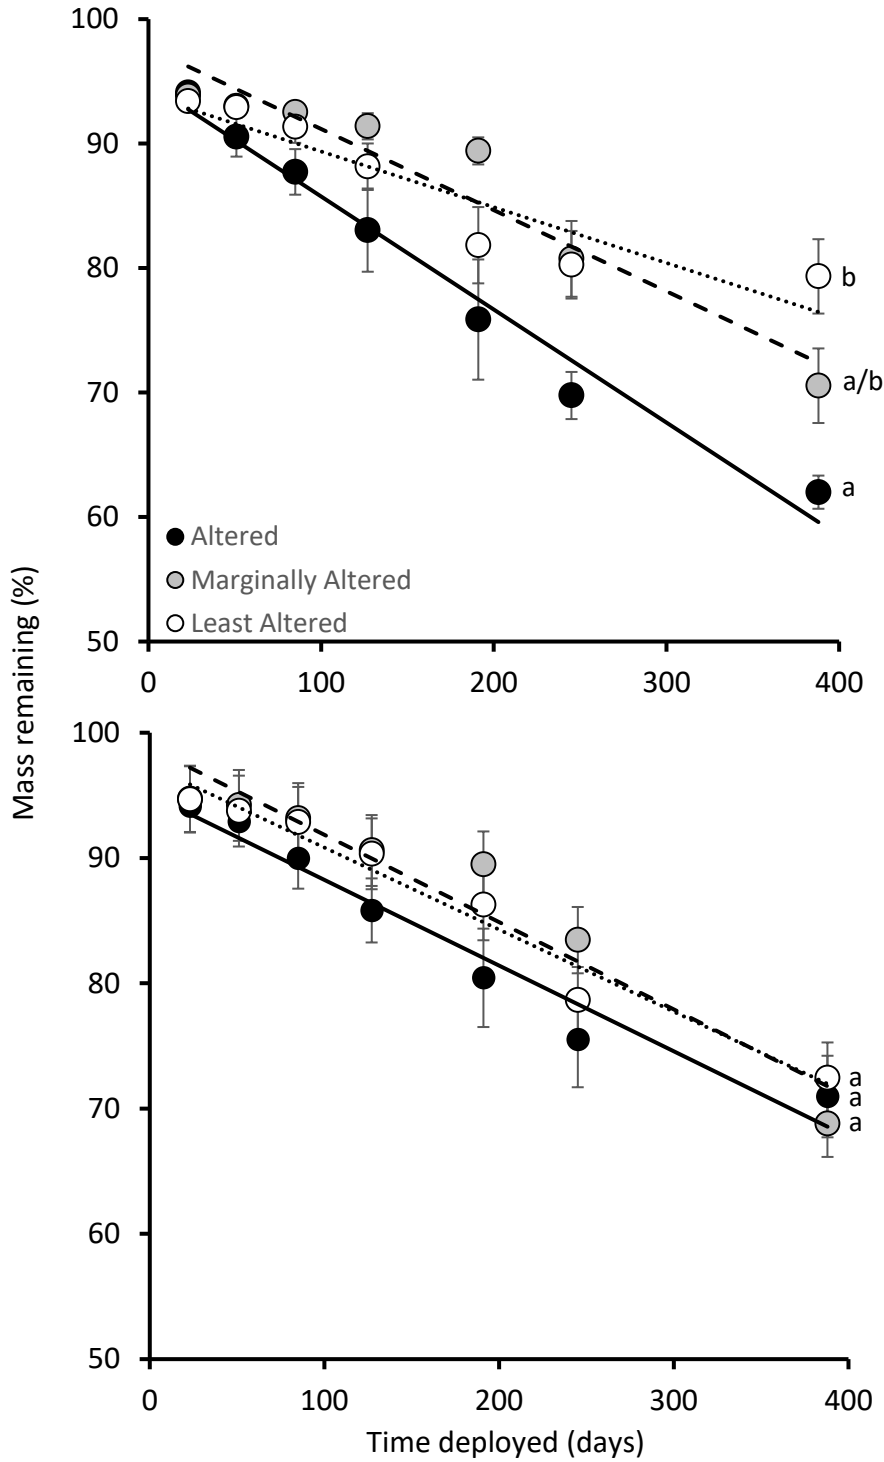 100
90
80
70
60
50
b
a/b
a
Altered
Marginally Altered
Least Altered
0 100 200 300 400
Mass remaining (%)
100
90
80
70
60
50
a
a
a
0 100 200 300 400
Time deployed (days)